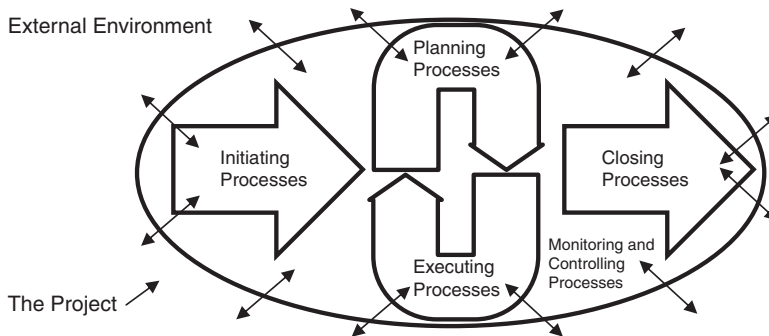 External Environment
Planning
Processes
Initiating
Processes
Closing
Processes
Executing
Processes
Monitoring and
Controlling
Processes
The Project